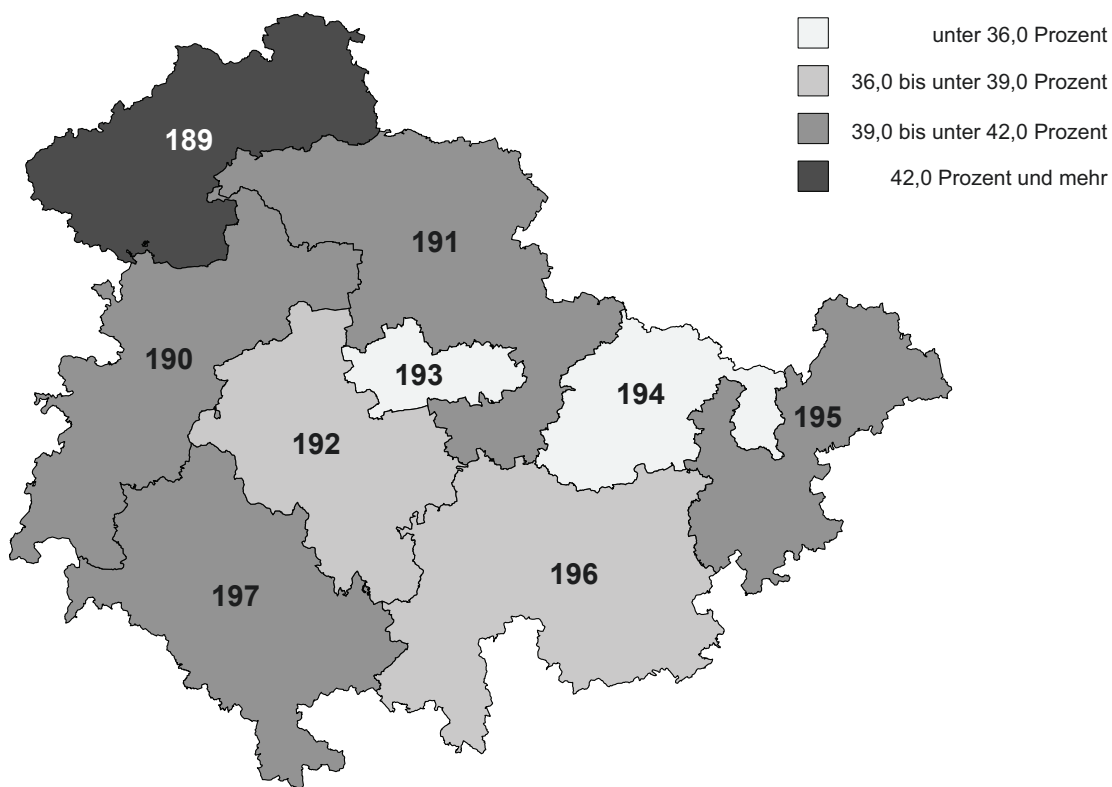 unter 36,0 Prozent
36,0 bis unter 39,0 Prozent
39,0 bis unter 42,0 Prozent
42,0 Prozent und mehr
189
191
190
193
194
195
192
196
197